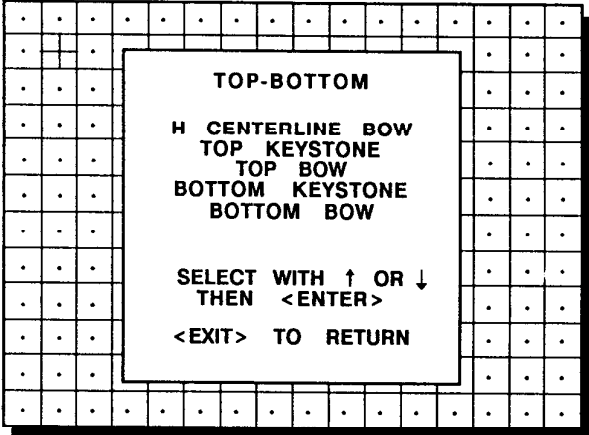 TOP-BOTTOM
H CENTERLINE BOW
TOP KEYSTONE
TOP BOW
BOTTOM KEYSTONE
BOTTOM BOW
SELECT WITH ↑ OR ↓
THEN <ENTER>
<EXIT> TO RETURN